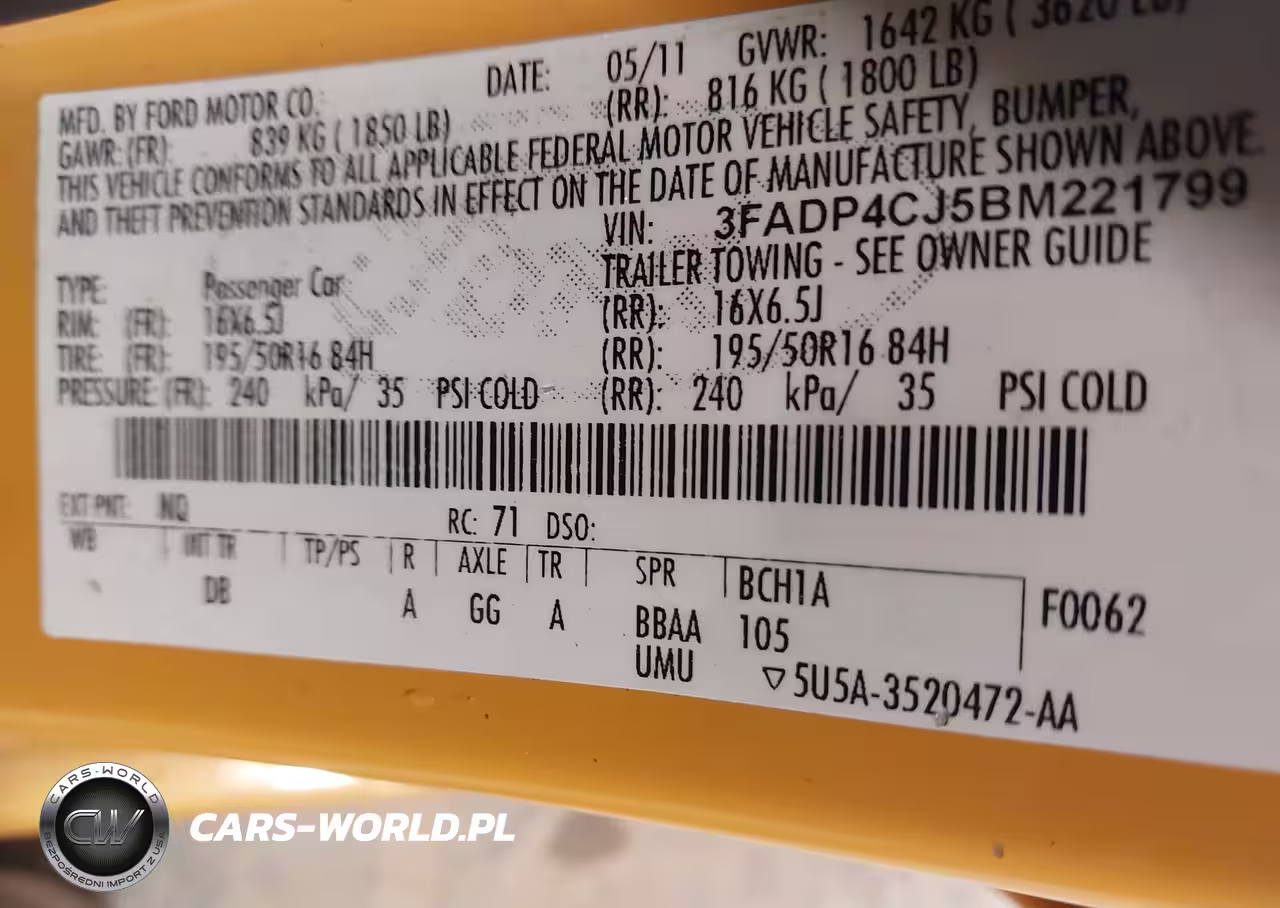 MFD. BY FORD MOTOR CO. DATE: 05/11 GVWR: 1642 KG ( 3620 LB)
GAWR: (FR): 839 KG ( 1850 LB) (RR): 816 KG ( 1800 LB)
THIS VEHICLE CONFORMS TO ALL APPLICABLE FEDERAL MOTOR VEHICLE SAFETY, BUMPER,
AND THEFT PREVENTION STANDARDS IN EFFECT ON THE DATE OF MANUFACTURE SHOWN ABOVE.
VIN: 3FADP4CJ5BM221799
TRAILER TOWING - SEE OWNER GUIDE
TYPE: Passenger Car
RIM: (FR): 16X6.5J (RR): 16X6.5J
TIRE: (FR): 195/50R16 84H (RR): 195/50R16 84H
PRESSURE: (FR): 240 kPa/ 35 PSI COLD (RR): 240 kPa/ 35 PSI COLD
EXT PNT: NQ RC: 71 DSO:
WB INT TR TP/PS R AXLE TR SPR BCH1A F0062
DB A GG A BBAA 105
UMU ▽5U5A-3520472-AA
CARS-WORLD
CW
BEZPOŚREDNI IMPORT Z USA
CARS-WORLD.PL